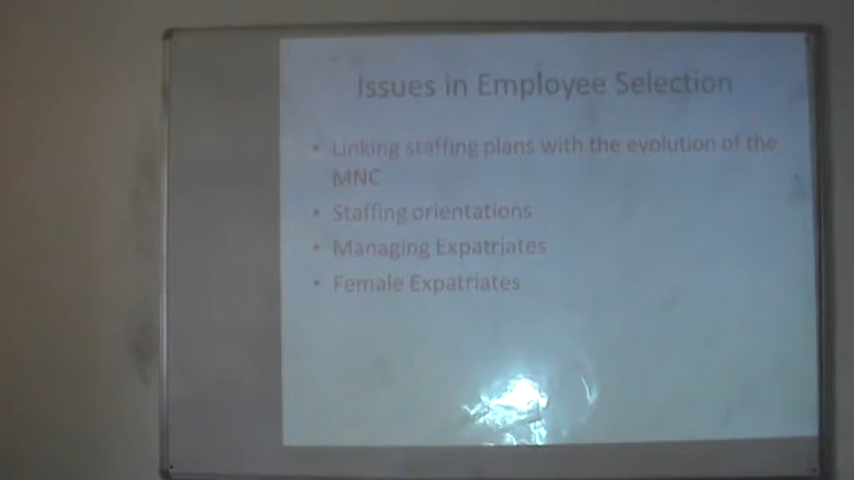 Issues in Employee Selection
• Linking staffing plans with the evolution of the
MNC
• Staffing orientations
• Managing Expatriates
• Female Expatriates